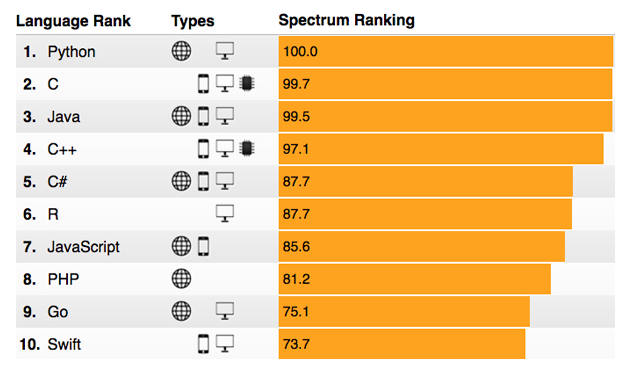 Language Rank Types Spectrum Ranking
1. Python 100.0
2. C 99.7
3. Java 99.5
4. C++ 97.1
5. C# 87.7
6. R 87.7
7. JavaScript 85.6
8. PHP 81.2
9. Go 75.1
10. Swift 73.7